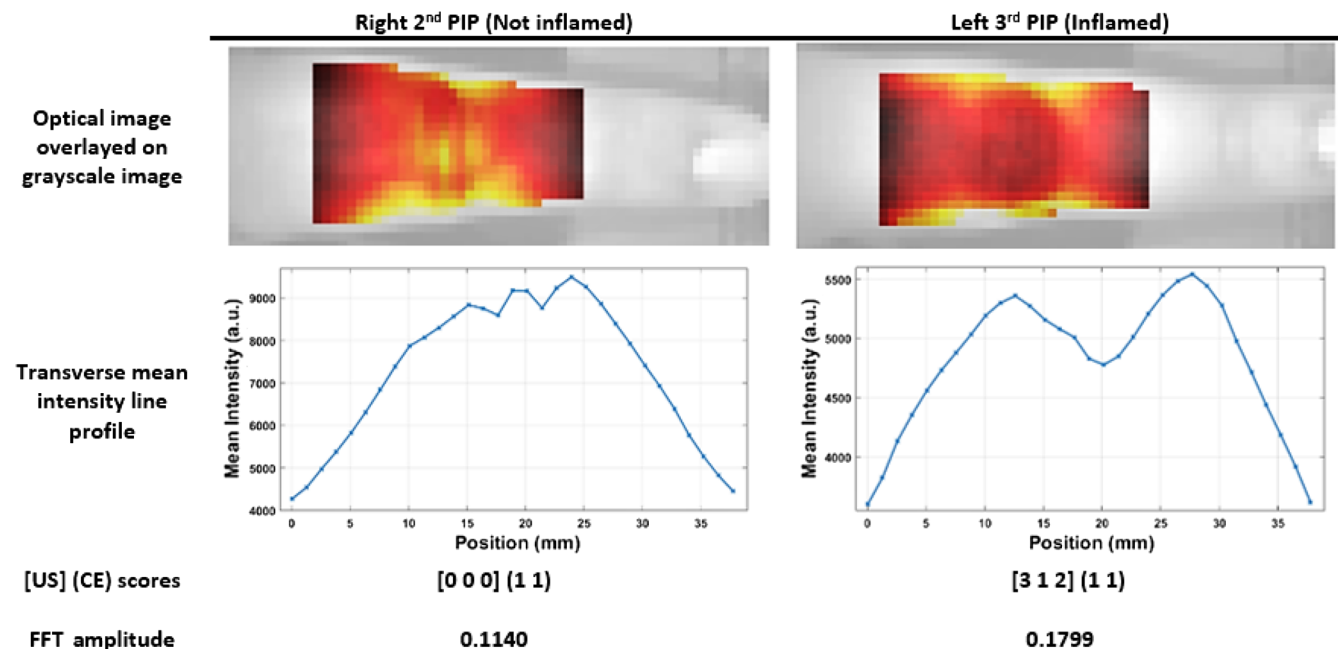 Right 2nd PIP (Not inflamed)
Left 3rd PIP (Inflamed)
Optical image
overlayed on
grayscale image
Transverse mean
intensity line
profile
Mean Intensity (a.u.)
9000
8000
7000
6000
5000
4000
0 5 10 15 20 25 30 35
Position (mm)
Mean Intensity (a.u.)
5500
5000
4500
4000
0 5 10 15 20 25 30 35
Position (mm)
[US] (CE) scores
[0 0 0] (1 1)
[3 1 2] (1 1)
FFT amplitude
0.1140
0.1799